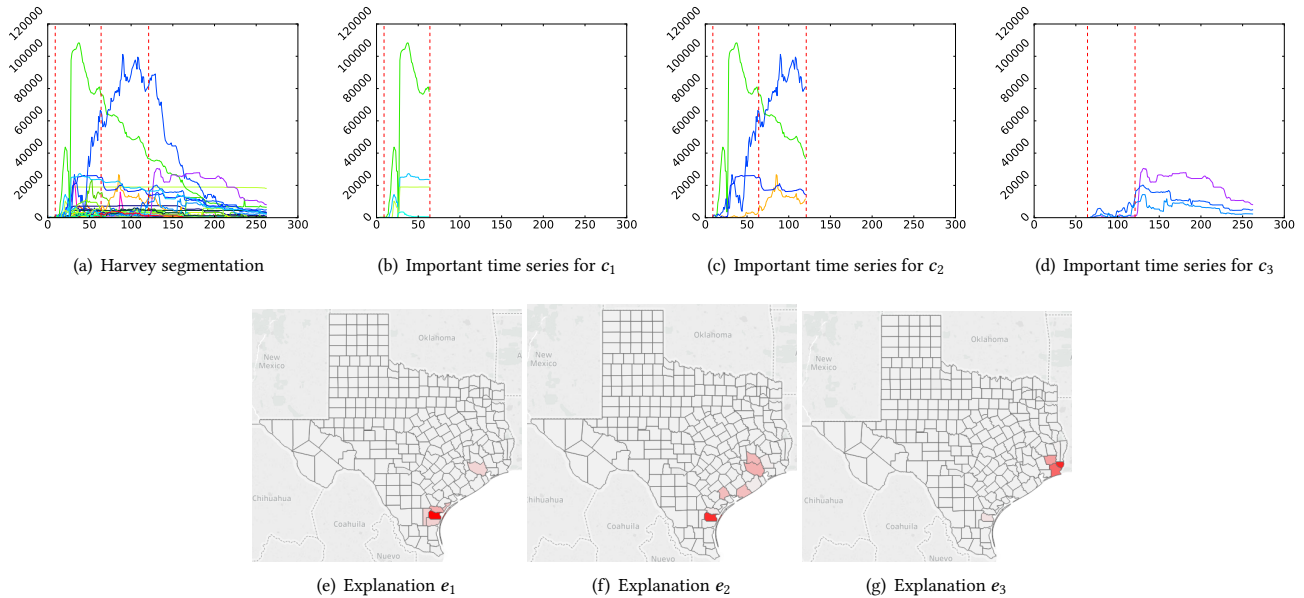 120000
100000
80000
60000
40000
20000
0
0 50 100 150 200 250 300
120000
100000
80000
60000
40000
20000
0
0 50 100 150 200 250 300
120000
100000
80000
60000
40000
20000
0
0 50 100 150 200 250 300
120000
100000
80000
60000
40000
20000
0
0 50 100 150 200 250 300
(a) Harvey segmentation
(b) Important time series for c1
(c) Important time series for c2
(d) Important time series for c3
Oklahoma
New
Mexico
A
Chihuahua
Coahuila
Nuevo
Oklahoma
New
Mexico
A
Chihuahua
Coahuila
Nuevo
Oklahoma
New
Mexico
Chihuahua
Coahuila
Nuevo
(e) Explanation e1
(f) Explanation e2
(g) Explanation e3